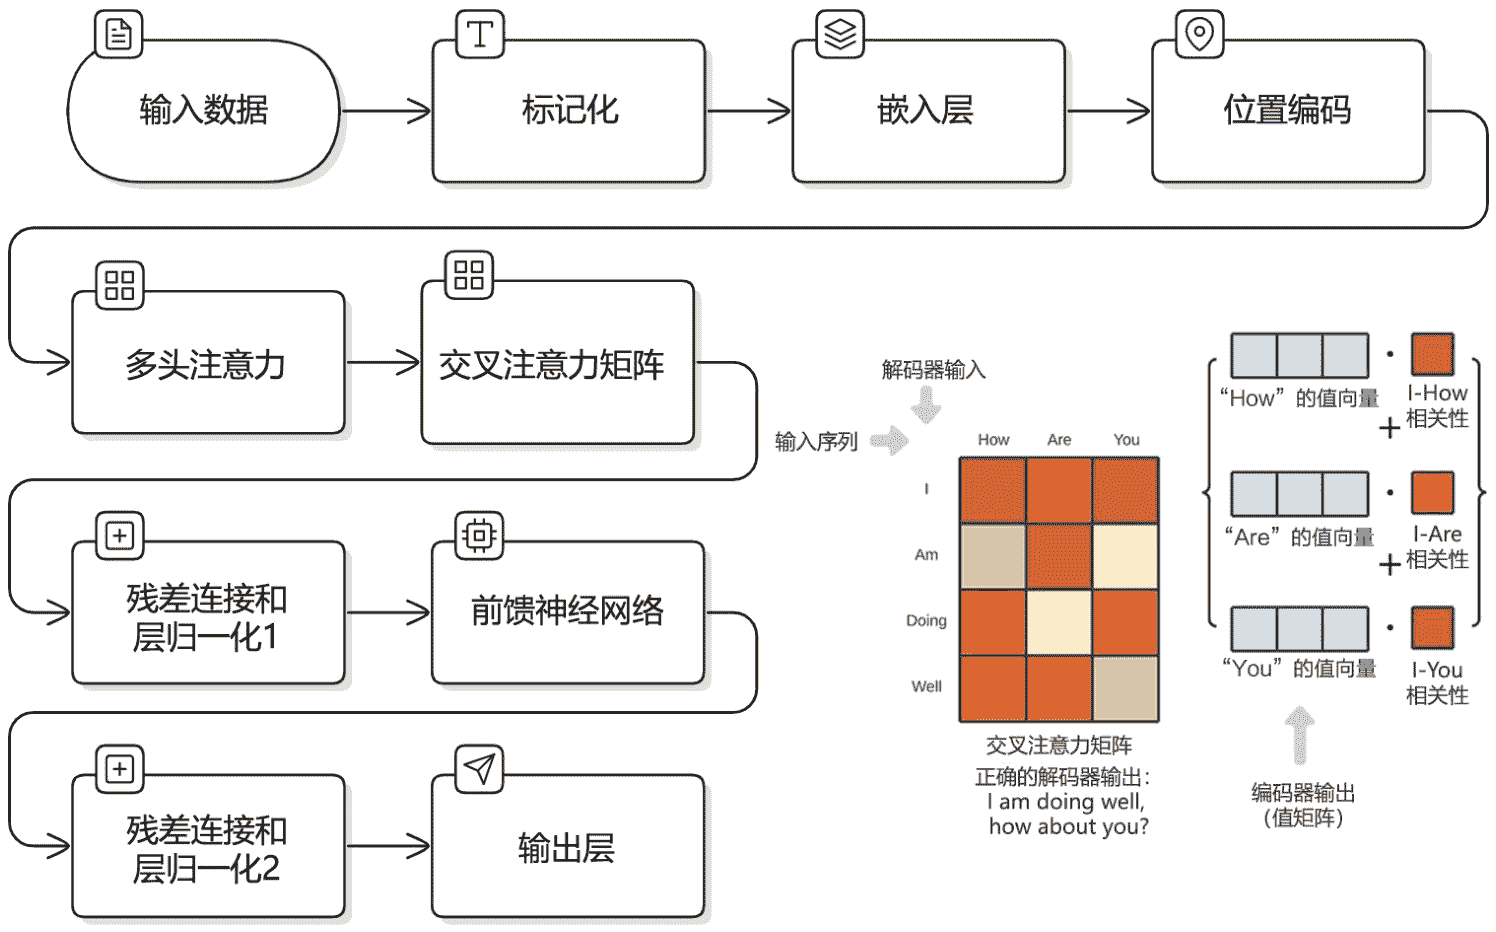 输入数据
标记化
嵌入层
位置编码
多头注意力
交叉注意力矩阵
残差连接和
层归一化1
前馈神经网络
残差连接和
层归一化2
输出层
解码器输入
输入序列
How Are You
I
Am
Doing
Well
交叉注意力矩阵
正确的解码器输出：
I am doing well,
how about you?
“How” 的值向量
·
I-How
相关性
+
“Are” 的值向量
·
I-Are
相关性
+
“You” 的值向量
·
I-You
相关性
编码器输出
（值矩阵）